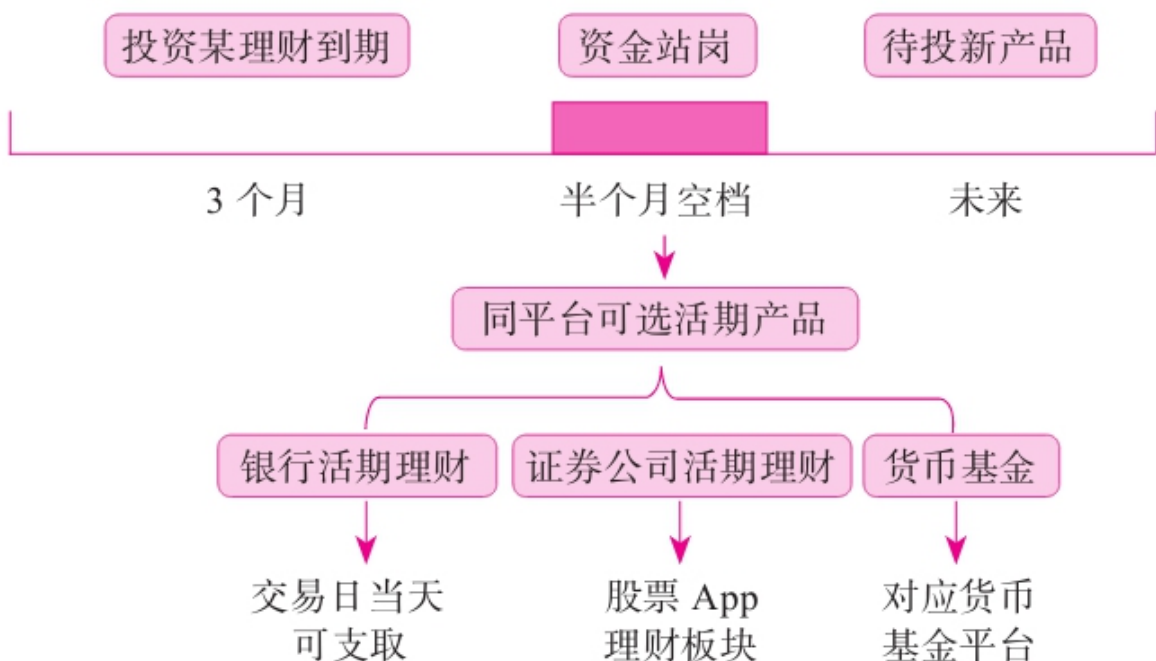 投资某理财到期
资金站岗
待投新产品
3 个月
半个月空档
未来
同平台可选活期产品
银行活期理财
证券公司活期理财
货币基金
交易日当天
可支取
股票 App
理财板块
对应货币
基金平台